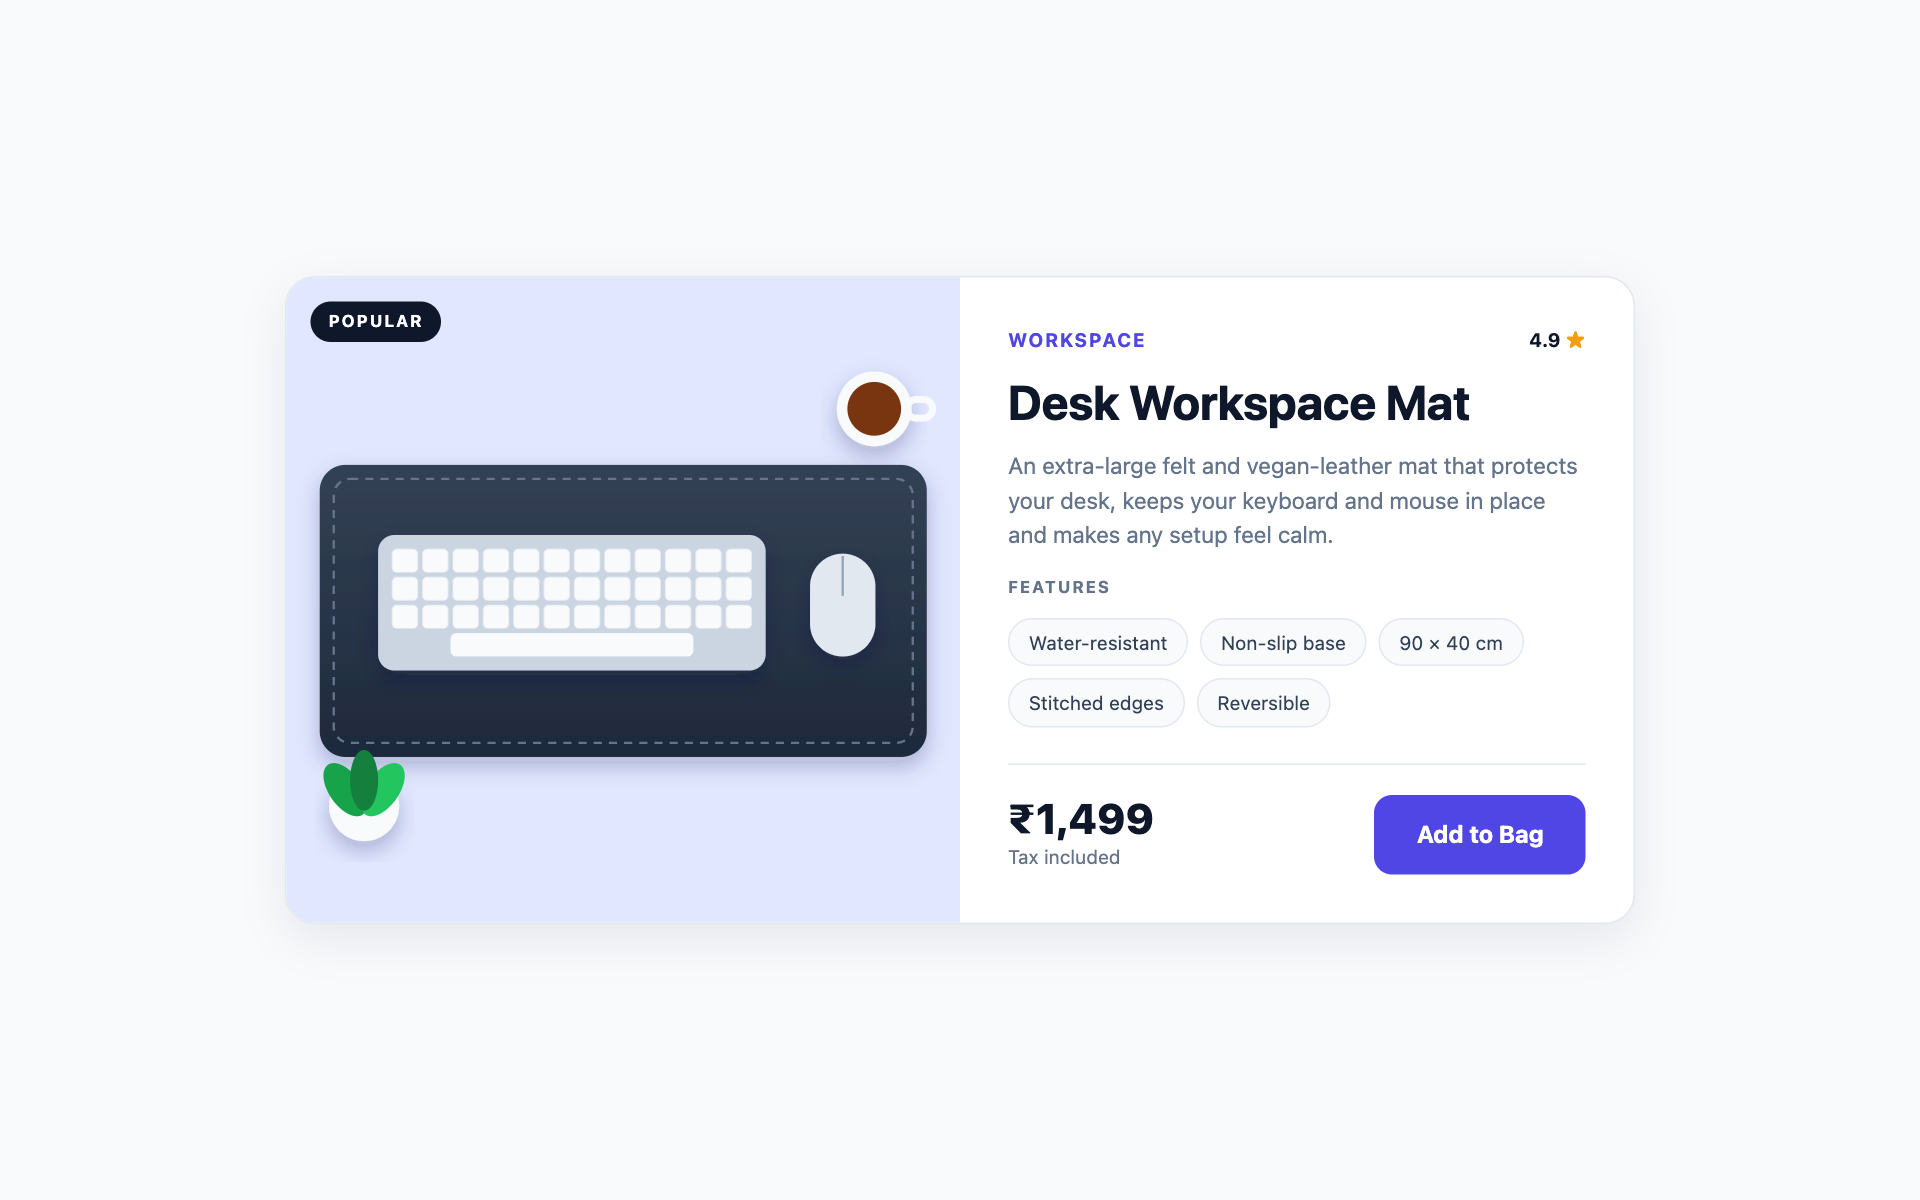 POPULAR
WORKSPACE
4.9 ★
Desk Workspace Mat
An extra-large felt and vegan-leather mat that protects
your desk, keeps your keyboard and mouse in place
and makes any setup feel calm.
FEATURES
Water-resistant
Non-slip base
90 × 40 cm
Stitched edges
Reversible
₹1,499
Tax included
Add to Bag